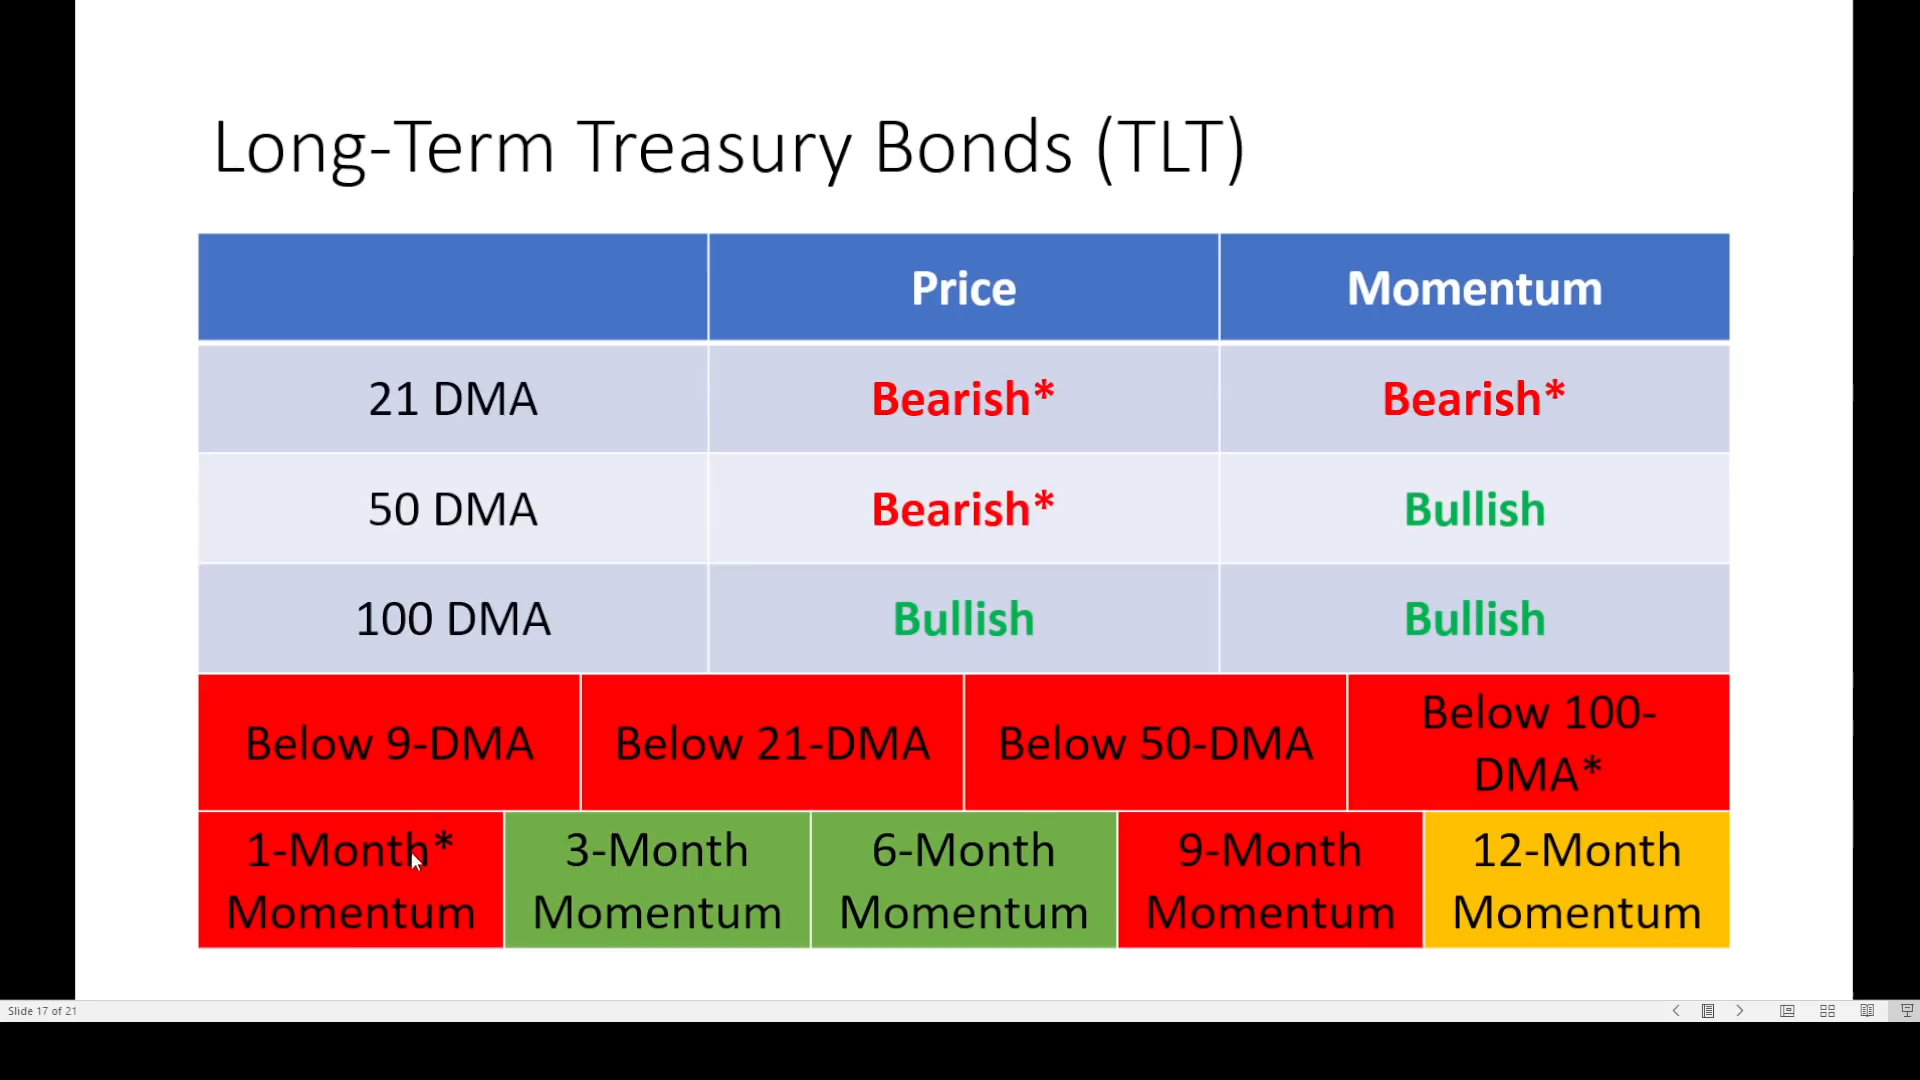 Long-Term Treasury Bonds (TLT)
Price Momentum
21 DMA Bearish* Bearish*
50 DMA Bearish* Bullish
100 DMA Bullish Bullish
Below 9-DMA Below 21-DMA Below 50-DMA Below 100-
DMA*
1-Month* 3-Month 6-Month 9-Month 12-Month
Momentum Momentum Momentum Momentum Momentum
Slide 17 of 21